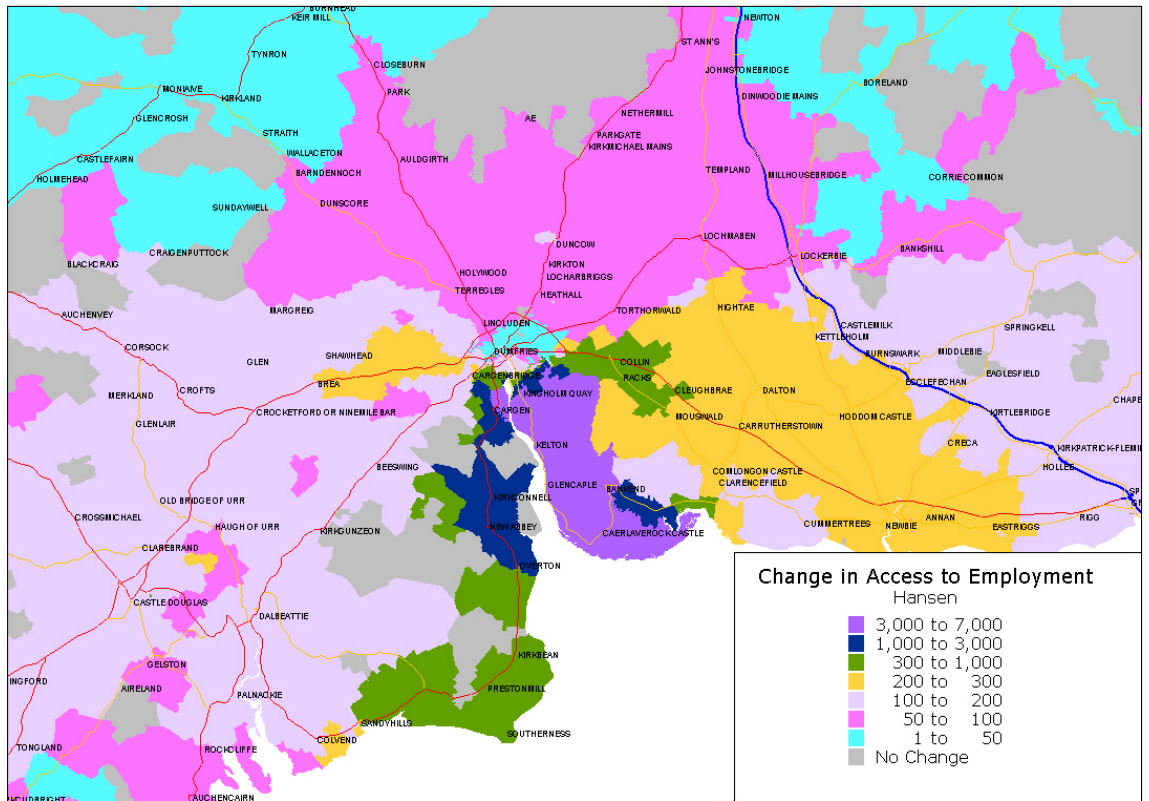 BURNHEAD
KEIR MILL
NEWTON
ST ANN'S
TYNRON
CLOSEBURN
JOHNSTONEBRIDGE
BORELAND
MONIAIVE
KIRKLAND
PARK
DINWOODIE MAINS
GLENCROSH
AE
NETHERMILL
STRAITH
PARKGATE
KIRKMICHAEL MAINS
CASTLEFAIRN
WALLACETON
AULDGIRTH
HOLMEHEAD
BARNDENNOCH
TEMPLAND
MILLHOUSEBRIDGE
CORRIECOMMON
SUNDAYWELL
DUNSCORE
LOCHMABEN
CRAIGENPUTTOCK
DUNCOW
BANKSHILL
BLACKCRAIG
KIRKTON
LOCKERBIE
HOLYWOOD
LOCHARBRIGGS
TERREGLES
HEATHALL
AUCHENVEY
MARGREIG
TORTHORWALD
HIGHTAE
LINCLUDEN
CASTLEMILK
SPRINGKELL
KETTLEHOLM
CORSOCK
SHAWHEAD
DUMFRIES
BURNSWARK
MIDDLEBIE
GLEN
COLLIN
CARGENBRIDGE
RACKS
EAGLESFIELD
BREA
ECCLEFECHAN
CROFTS
KINGHOLM QUAY
CLEUGHBRAE
DALTON
MERKLAND
CHAPE
CROCKETFORD OR NINEMILE BAR
CARGEN
MOUSWALD
HODDOM CASTLE
KIRTLEBRIDGE
GLENLAIR
CARRUTHERSTOWN
KELTON
CRECA
KIRKPATRICK-FLEMIN
BEESWING
COMLONGON CASTLE
HOLLEE
GLENCAPLE
CLARENCEFIELD
BANKEND
SP
OLD BRIDGE OF URR
KIRKCONNELL
CROSSMICHAEL
ANNAN
RIGG
HAUGH OF URR
NEW ABBEY
CUMMERTREES
NEWBIE
EASTRIGGS
KIRKGUNZEON
CAERLAVEROCK CASTLE
CLAREBRAND
OVERTON
CASTLE DOUGLAS
DALBEATTIE
KIRKBEAN
GELSTON
INGFORD
AIRELAND
PRESTONMILL
PALNACKIE
SANDYHILLS
SOUTHERNESS
COLVEND
TONGLAND
ROCKCLIFFE
AUCHENCAIRN
RKCUDBRIGHT
Change in Access to Employment
Hansen
3,000 to 7,000
1,000 to 3,000
300 to 1,000
200 to 300
100 to 200
50 to 100
1 to 50
No Change